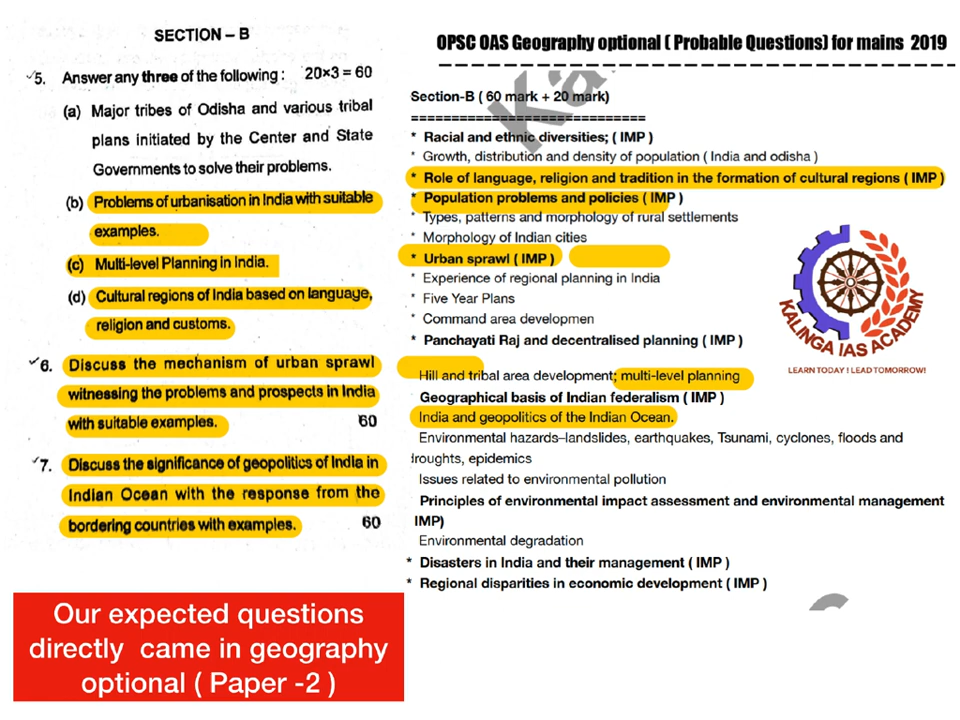 SECTION – B
5. Answer any three of the following : 20×3 = 60
(a) Major tribes of Odisha and various tribal
plans initiated by the Center and State
Governments to solve their problems.
(b) Problems of urbanisation in India with suitable
examples.
(c) Multi-level Planning in India.
(d) Cultural regions of India based on language,
religion and customs.
6. Discuss the mechanism of urban sprawl
witnessing the problems and prospects in India
with suitable examples. 60
7. Discuss the significance of geopolitics of India in
Indian Ocean with the response from the
bordering countries with examples. 60
Our expected questions
directly came in geography
optional ( Paper -2 )
OPSC OAS Geography optional ( Probable Questions) for mains 2019
Section-B ( 60 mark + 20 mark)
* Racial and ethnic diversities; ( IMP )
* Growth, distribution and density of population ( India and odisha )
* Role of language, religion and tradition in the formation of cultural regions ( IMP )
* Population problems and policies ( IMP )
* Types, patterns and morphology of rural settlements
* Morphology of Indian cities
* Urban sprawl ( IMP )
* Experience of regional planning in India
* Five Year Plans
* Command area developmen
* Panchayati Raj and decentralised planning ( IMP )
Hill and tribal area development; multi-level planning
Geographical basis of Indian federalism ( IMP )
India and geopolitics of the Indian Ocean.
Environmental hazards–landslides, earthquakes, Tsunami, cyclones, floods and
droughts, epidemics
Issues related to environmental pollution
Principles of environmental impact assessment and environmental management
IMP)
Environmental degradation
* Disasters in India and their management ( IMP )
* Regional disparities in economic development ( IMP )
Ka
KALINGA IAS ACADEMY
LEARN TODAY ! LEAD TOMORROW!